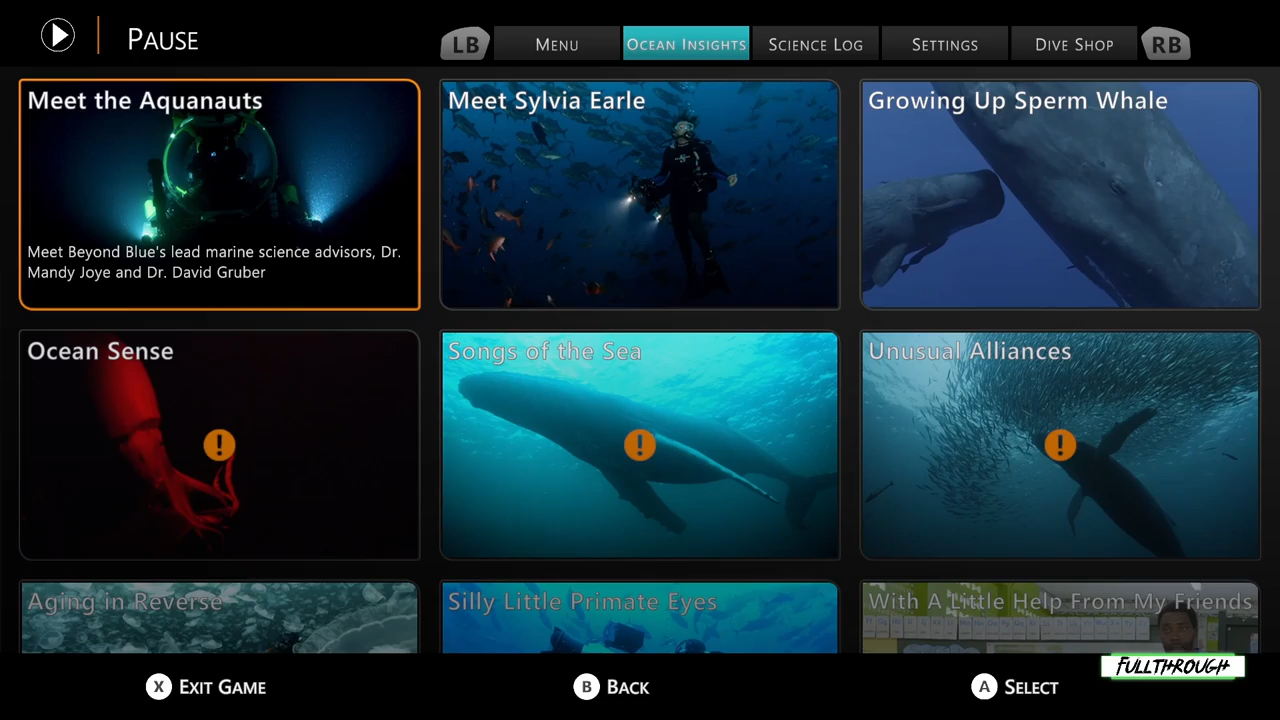 PAUSE
LB
MENU
OCEAN INSIGHTS
SCIENCE LOG
SETTINGS
DIVE SHOP
RB
Meet the Aquanauts
Meet Beyond Blue's lead marine science advisors, Dr.
Mandy Joye and Dr. David Gruber
Meet Sylvia Earle
Growing Up Sperm Whale
Ocean Sense
!
Songs of the Sea
!
Unusual Alliances
!
Aging in Reverse
Silly Little Primate Eyes
With A Little Help From My Friends
X EXIT GAME
B BACK
A SELECT
FULLTHROUGH